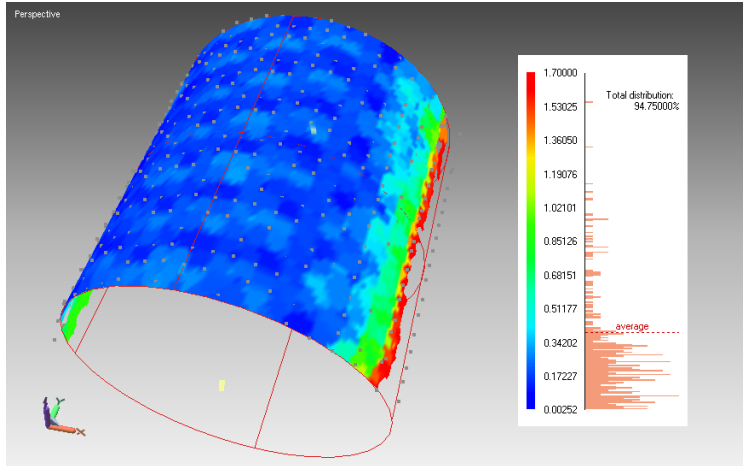 Perspective
1.70000
1.53025
1.36050
1.19076
1.02101
0.85126
0.68151
0.51177
0.34202
0.17227
0.00252
Total distribution:
94.75000%
average
Y
X